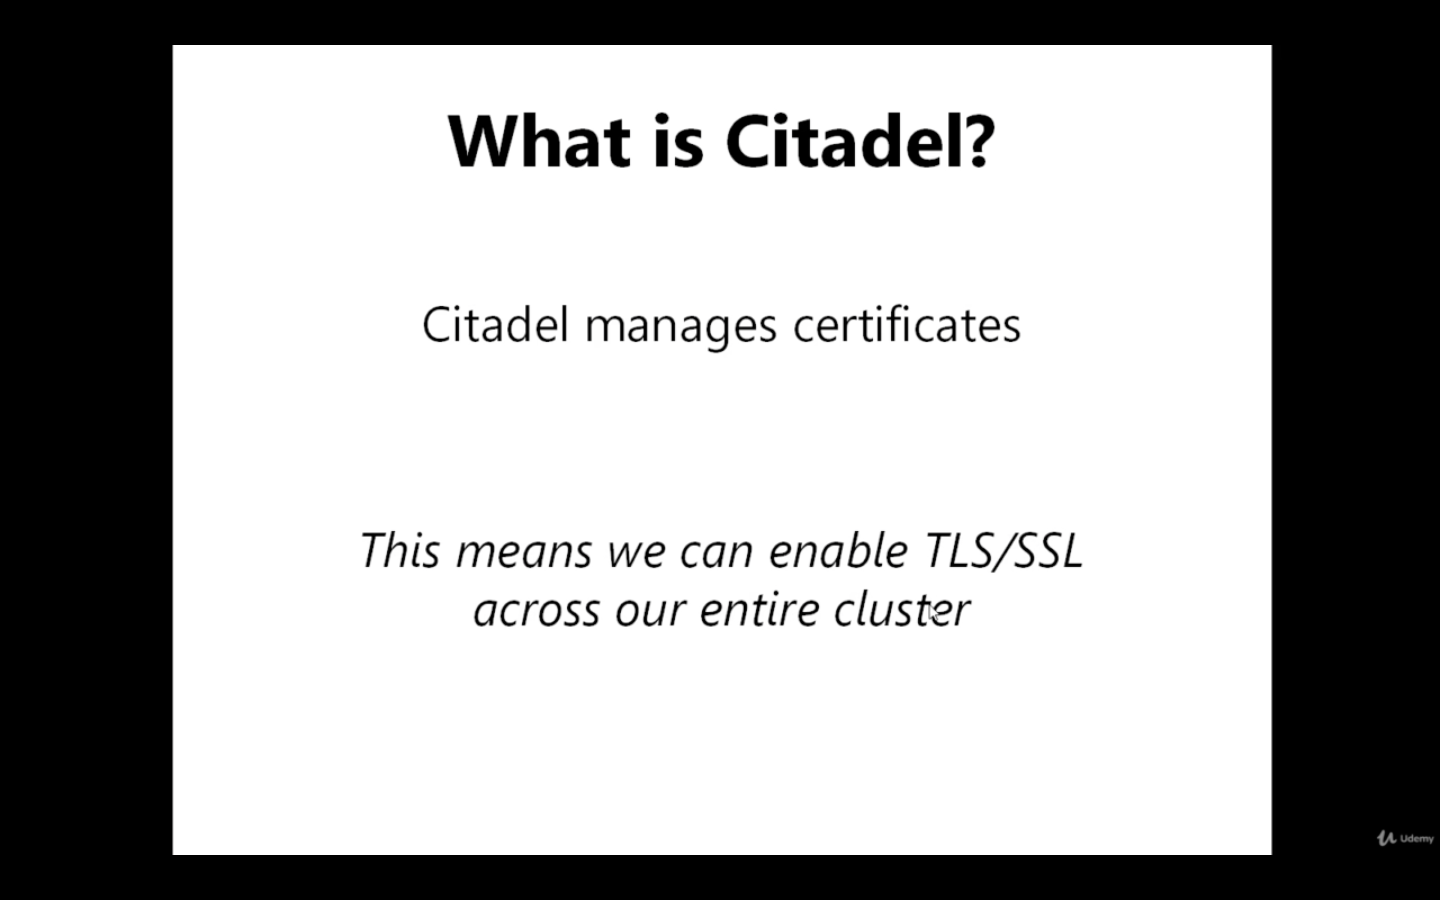 What is Citadel?
Citadel manages certificates
This means we can enable TLS/SSL
across our entire cluster
Udemy